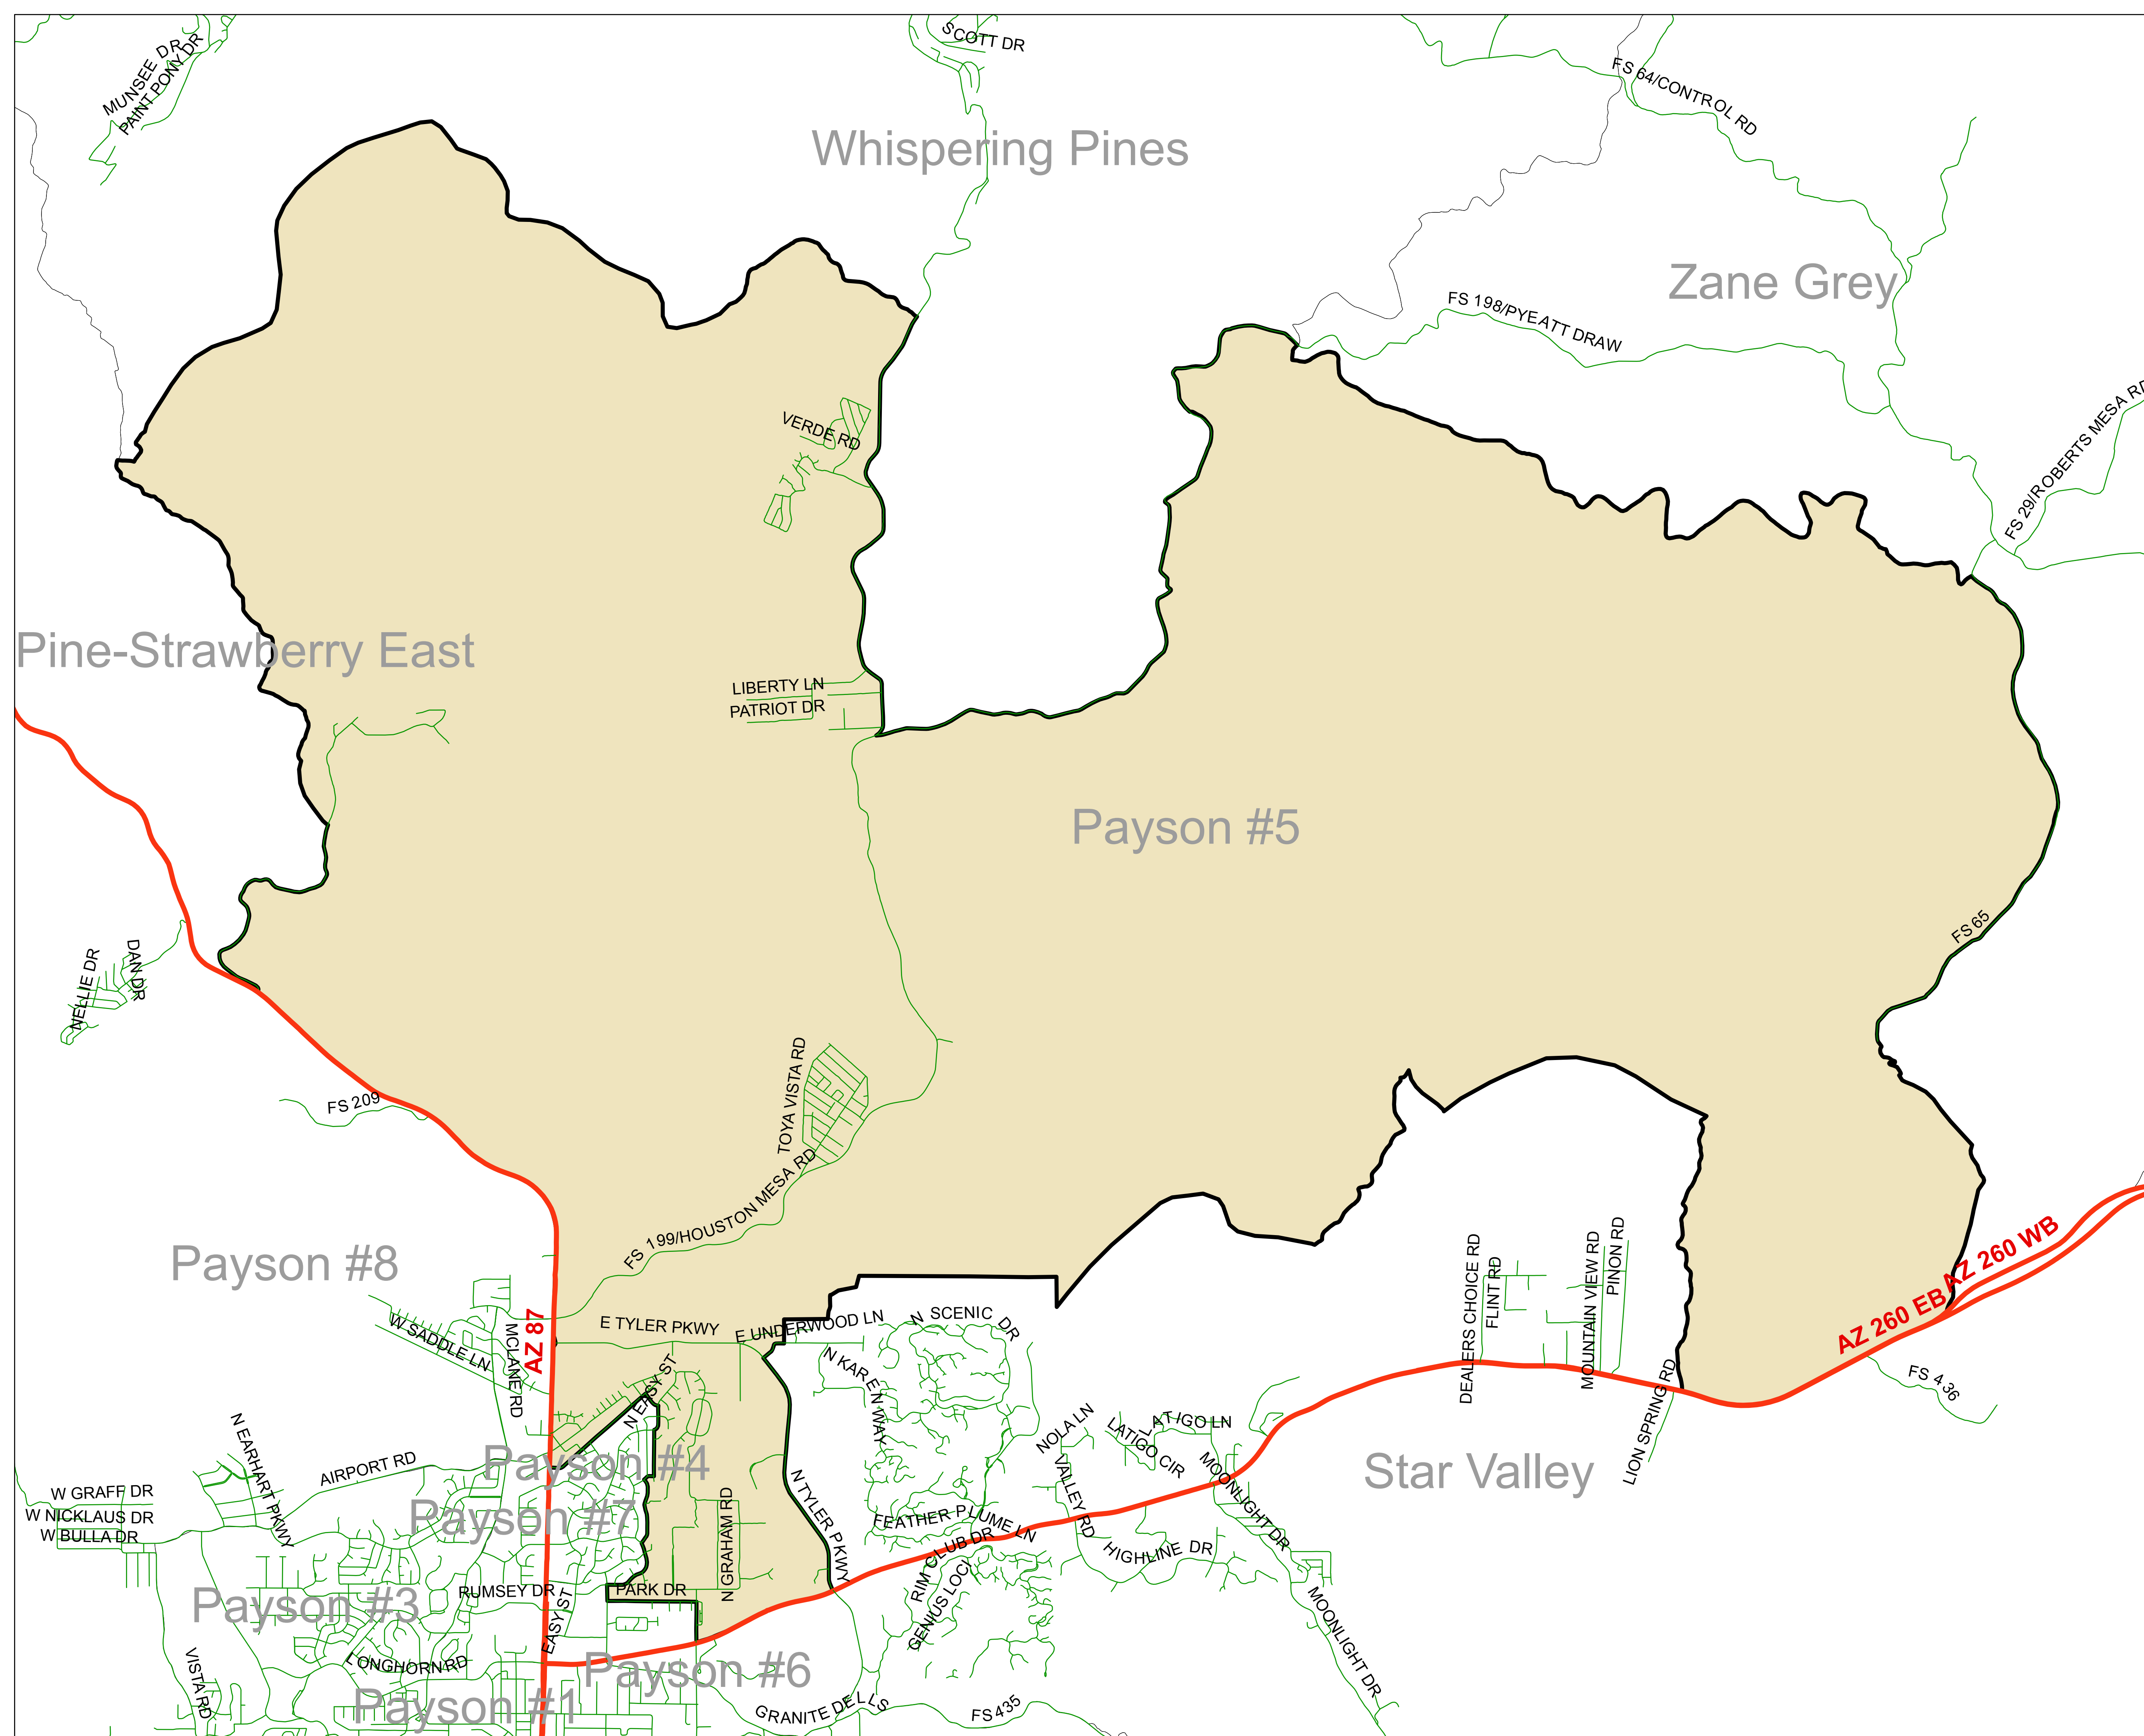 SCOTT DR
MUNSEE DR
PAINT PONY DR
FS 64/CONTROL RD
Whispering Pines
Zane Grey
FS 198/PYEATT DRAW
FS 29/ROBERTS MESA RD
VERDE RD
Pine-Strawberry East
LIBERTY LN
PATRIOT DR
Payson #5
FS 65
NELLIE DR
DAN DR
TOYA VISTA RD
FS 209
FS 199/HOUSTON MESA RD
Payson #8
AZ 260 WB
AZ 260 EB
DEALERS CHOICE RD
FLINT RD
MOUNTAIN VIEW RD
PINON RD
W SADDLE LN
MCLANE RD
AZ 87
E TYLER PKWY
E UNDERWOOD LN
N SCENIC DR
N KAREN WAY
N EASY ST
LION SPRING RD
FS 436
NOLA LN
LATIGO LN
LATIGO CIR
N EARHART PKWY
AIRPORT RD
Payson #4
Star Valley
W GRAFF DR
W NICKLAUS DR
W BULLA DR
Payson #7
N GRAHAM RD
N TYLER PKWY
FEATHER PLUME LN
VALLEY RD
MOONLIGHT DR
RIM CLUB DR
HIGHLINE DR
GENIUS LOCI
Payson #3
RUMSEY DR
PARK DR
EASY ST
MOONLIGHT DR
VISTA RD
LONGHORN RD
Payson #6
Payson #1
GRANITE DELLS
FS 435